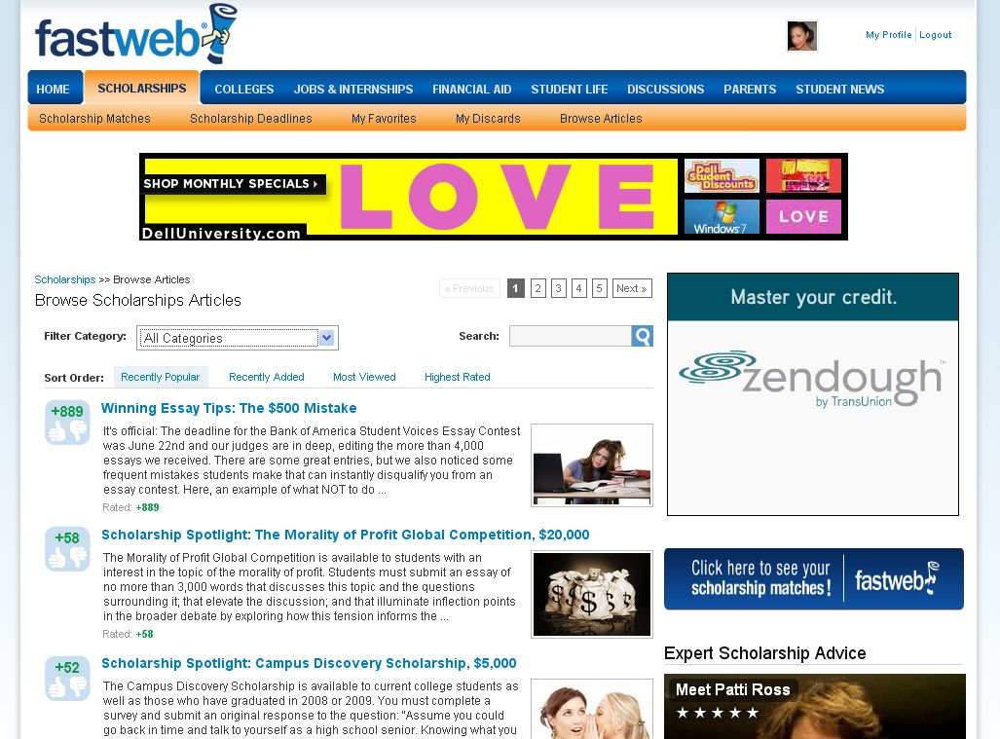 fastweb®
My Profile | Logout
HOME SCHOLARSHIPS COLLEGES JOBS & INTERNSHIPS FINANCIAL AID STUDENT LIFE DISCUSSIONS PARENTS STUDENT NEWS
Scholarship Matches Scholarship Deadlines My Favorites My Discards Browse Articles
SHOP MONTHLY SPECIALS
DellUniversity.com
LOVE
Dell Student Discounts
Windows 7
LOVE
Scholarships >> Browse Articles
Browse Scholarships Articles
« Previous 1 2 3 4 5 Next »
Filter Category: All Categories
Search:
Sort Order: Recently Popular Recently Added Most Viewed Highest Rated
+889
Winning Essay Tips: The $500 Mistake
It's official: The deadline for the Bank of America Student Voices Essay Contest
was June 22nd and our judges are in deep, editing the more than 4,000
essays we received. There are some great entries, but we also noticed some
frequent mistakes students make that can instantly disqualify you from an
essay contest. Here, an example of what NOT to do ...
Rated: +889
+58
Scholarship Spotlight: The Morality of Profit Global Competition, $20,000
The Morality of Profit Global Competition is available to students with an
interest in the topic of the morality of profit. Students must submit an essay of
no more than 3,000 words that discusses this topic and the questions
surrounding it; that elevate the discussion; and that illuminate inflection points
in the broader debate by exploring how this tension informs the ...
$ $ $ $ $
Rated: +58
+52
Scholarship Spotlight: Campus Discovery Scholarship, $5,000
The Campus Discovery Scholarship is available to current college students as
well as those who have graduated in 2008 or 2009. You must complete a
survey and submit an original response to the question: "Assume you could
go back in time and talk to yourself as a high school senior. Knowing what you
Master your credit.
zendough™
by TransUnion
Click here to see your
scholarship matches!
fastweb
Expert Scholarship Advice
Meet Patti Ross